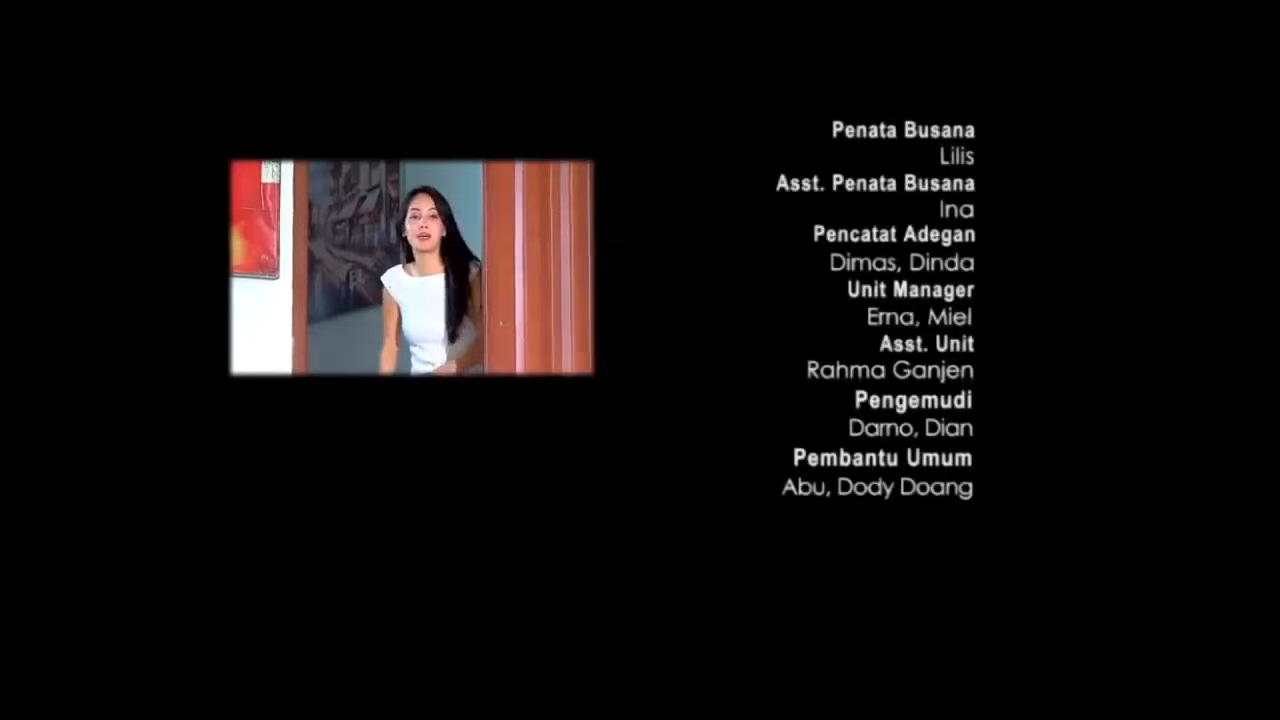 Penata Busana
Lilis
Asst. Penata Busana
Ina
Pencatat Adegan
Dimas, Dinda
Unit Manager
Erna, Miel
Asst. Unit
Rahma Ganjen
Pengemudi
Darno, Dian
Pembantu Umum
Abu, Dody Doang